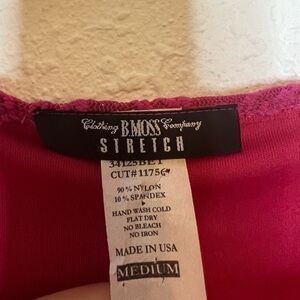 Clothing B.MOSS Company
STRETCH
34125BET
CUT#11756
90% NYLON
10% SPANDEX
HAND WASH COLD
FLAT DRY
NO BLEACH
NO IRON
MADE IN USA
MEDIUM